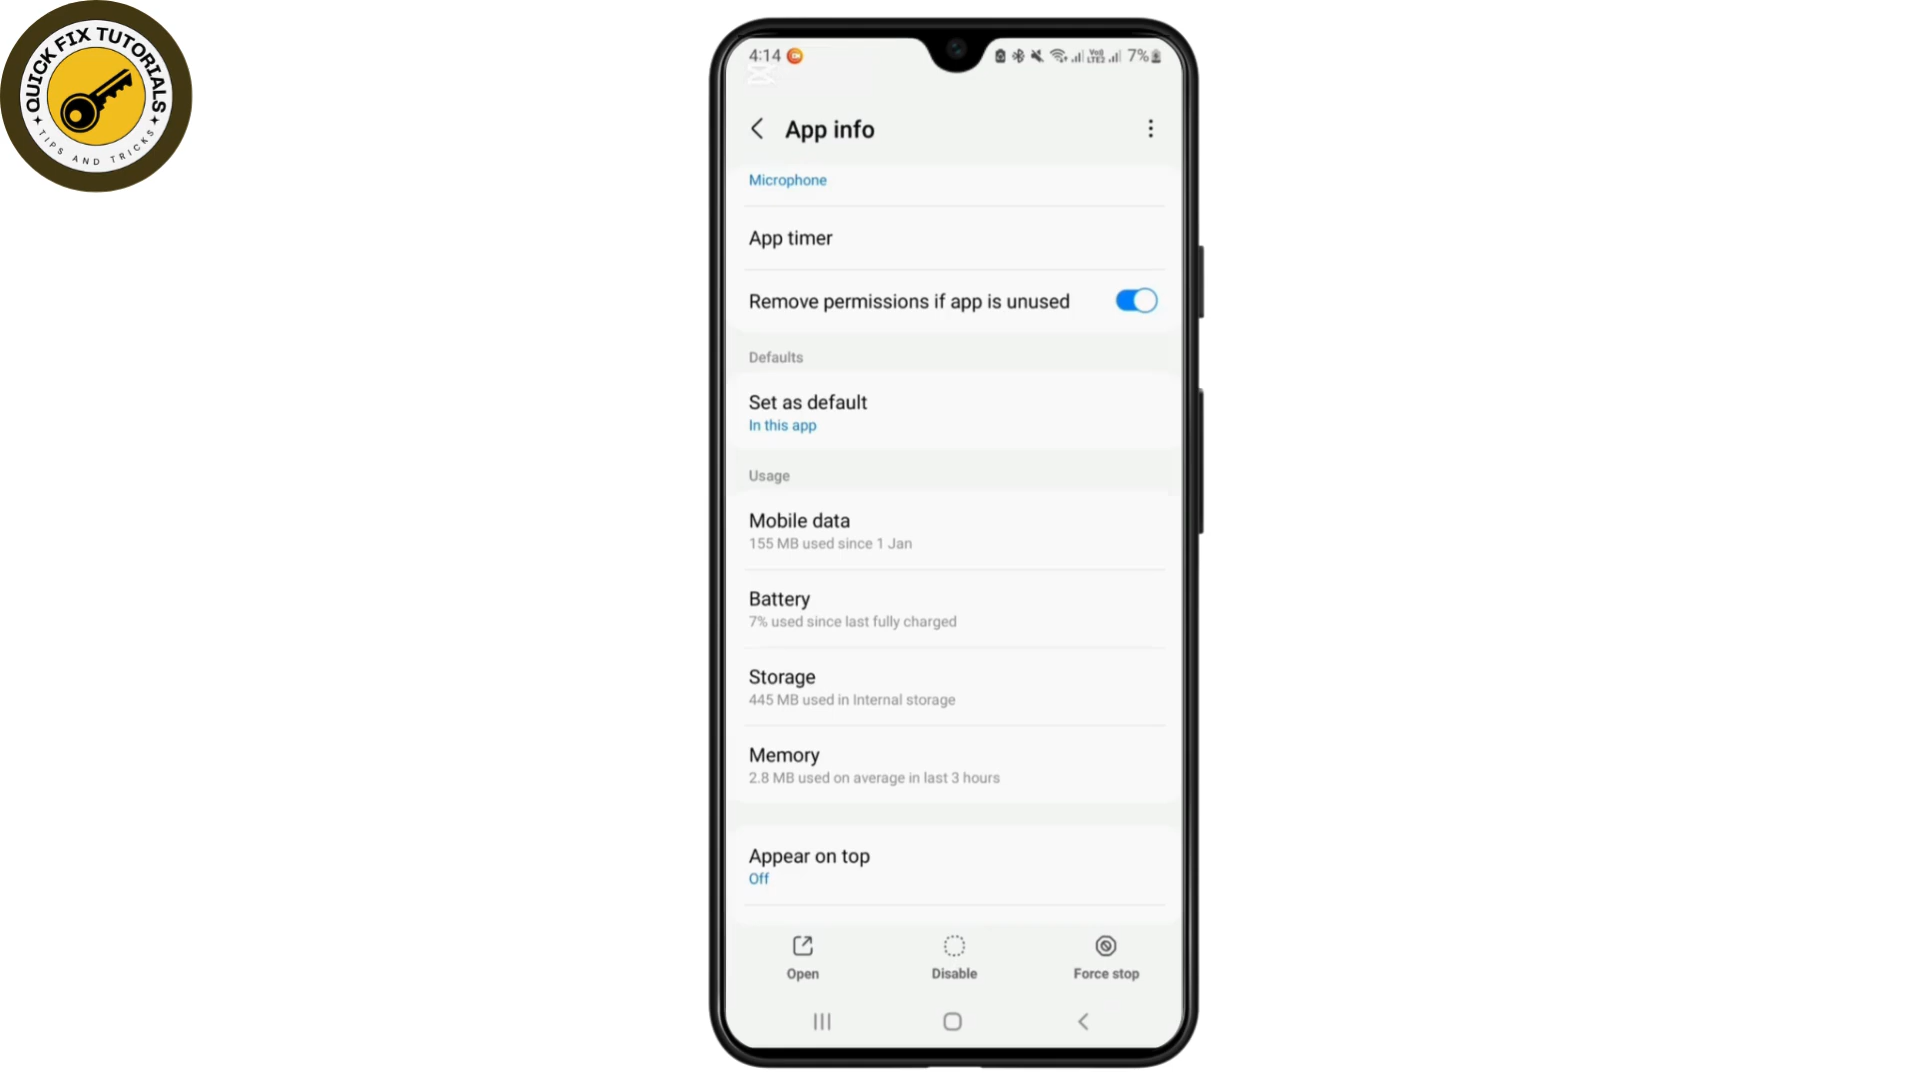 QUICK FIX TUTORIALS
TIPS AND TRICKS
4:14
Vo))
LTE2
7%
App info
Microphone
App timer
Remove permissions if app is unused
Defaults
Set as default
In this app
Usage
Mobile data
155 MB used since 1 Jan
Battery
7% used since last fully charged
Storage
445 MB used in Internal storage
Memory
2.8 MB used on average in last 3 hours
Appear on top
Off
Open
Disable
Force stop